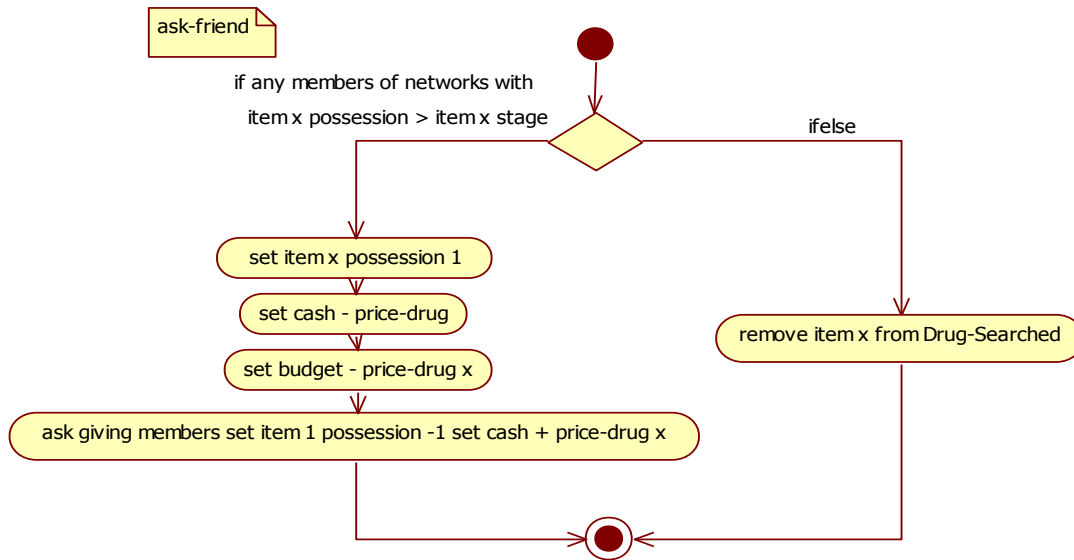 ask-friend
if any members of networks with
item x possession > item x stage
ifelse
set item x possession 1
set cash - price-drug
set budget - price-drug x
ask giving members set item 1 possession -1 set cash + price-drug x
remove item x from Drug-Searched